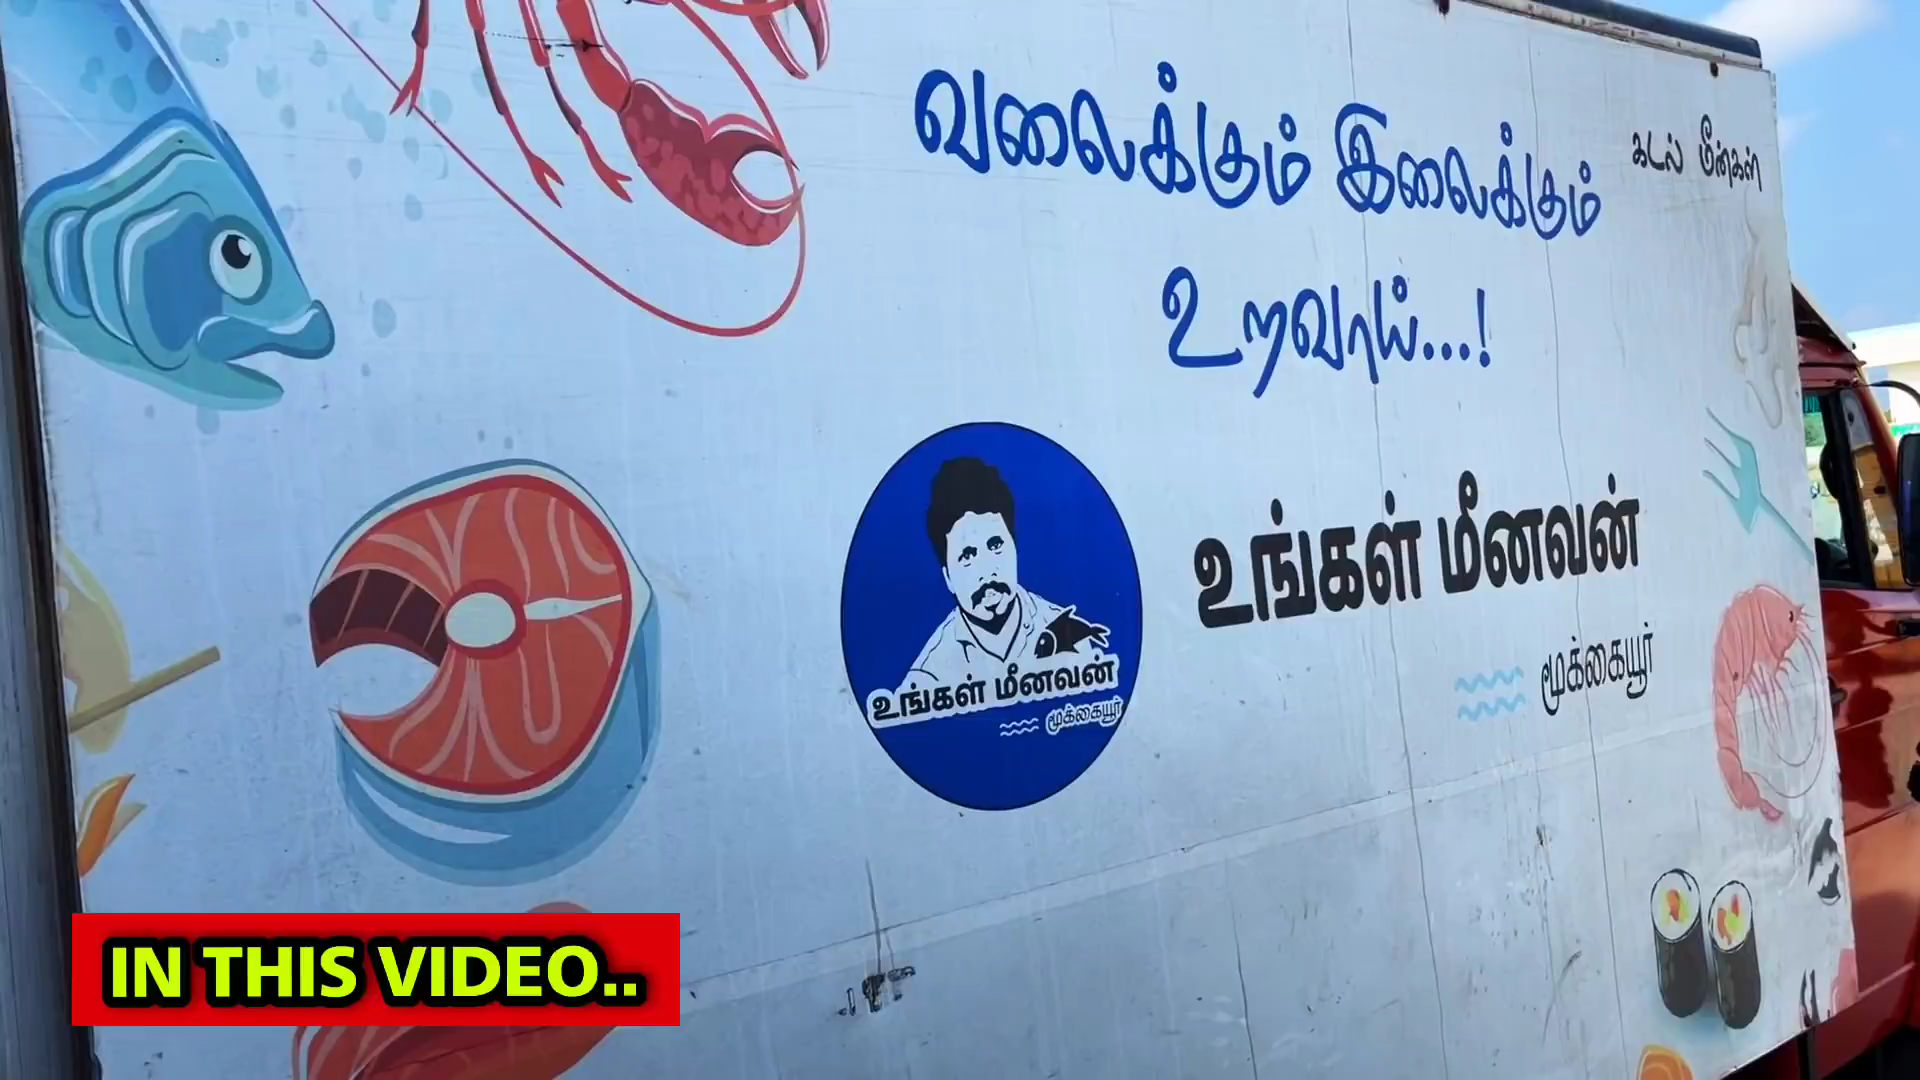 வலைக்கும் இலைக்கும்
உறவாய்...!
கடல் மீன்கள்
உங்கள் மீனவன்
மூக்கையூர்
உங்கள் மீனவன்
மூக்கையூர்
IN THIS VIDEO..